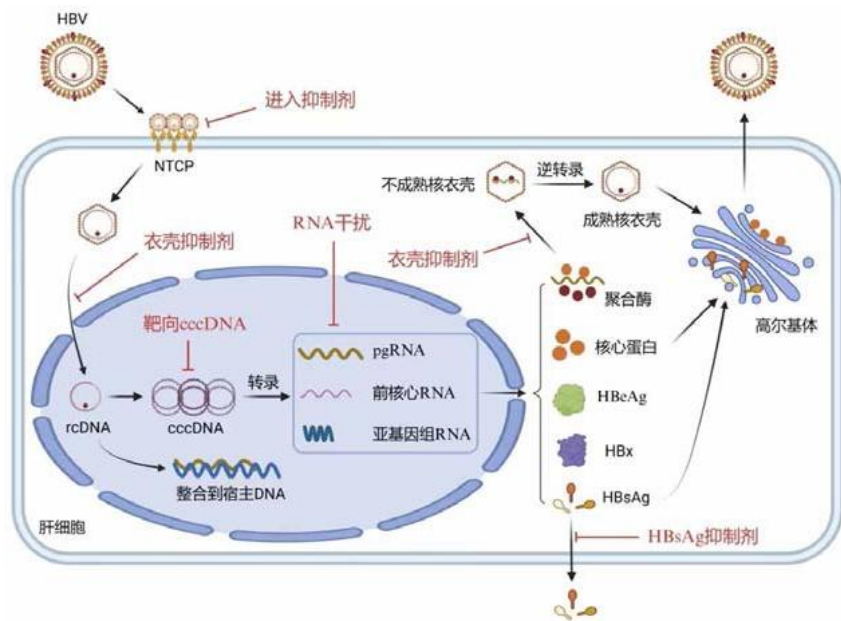 HBV
进入抑制剂
NTCP
不成熟核衣壳
逆转录
成熟核衣壳
衣壳抑制剂
RNA干扰
衣壳抑制剂
聚合酶
高尔基体
靶向cccDNA
pgRNA
核心蛋白
转录
前核心RNA
HBeAg
rcDNA
cccDNA
亚基因组RNA
HBx
整合到宿主DNA
HBsAg
肝细胞
HBsAg抑制剂